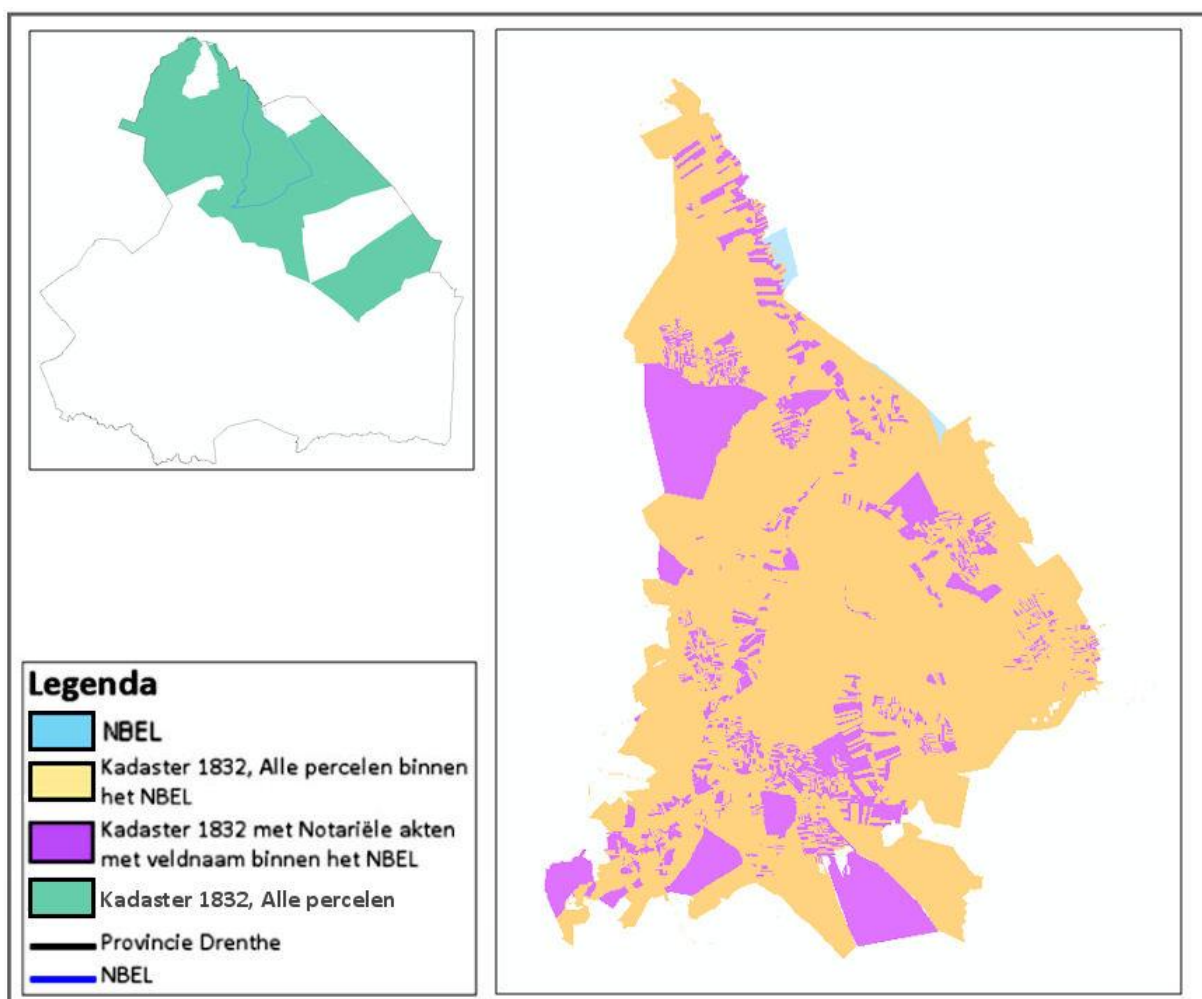 Legenda
NBEL
Kadaster 1832, Alle percelen binnen
het NBEL
Kadaster 1832 met Notariële akten
met veldnaam binnen het NBEL
Kadaster 1832, Alle percelen
Provincie Drenthe
NBEL